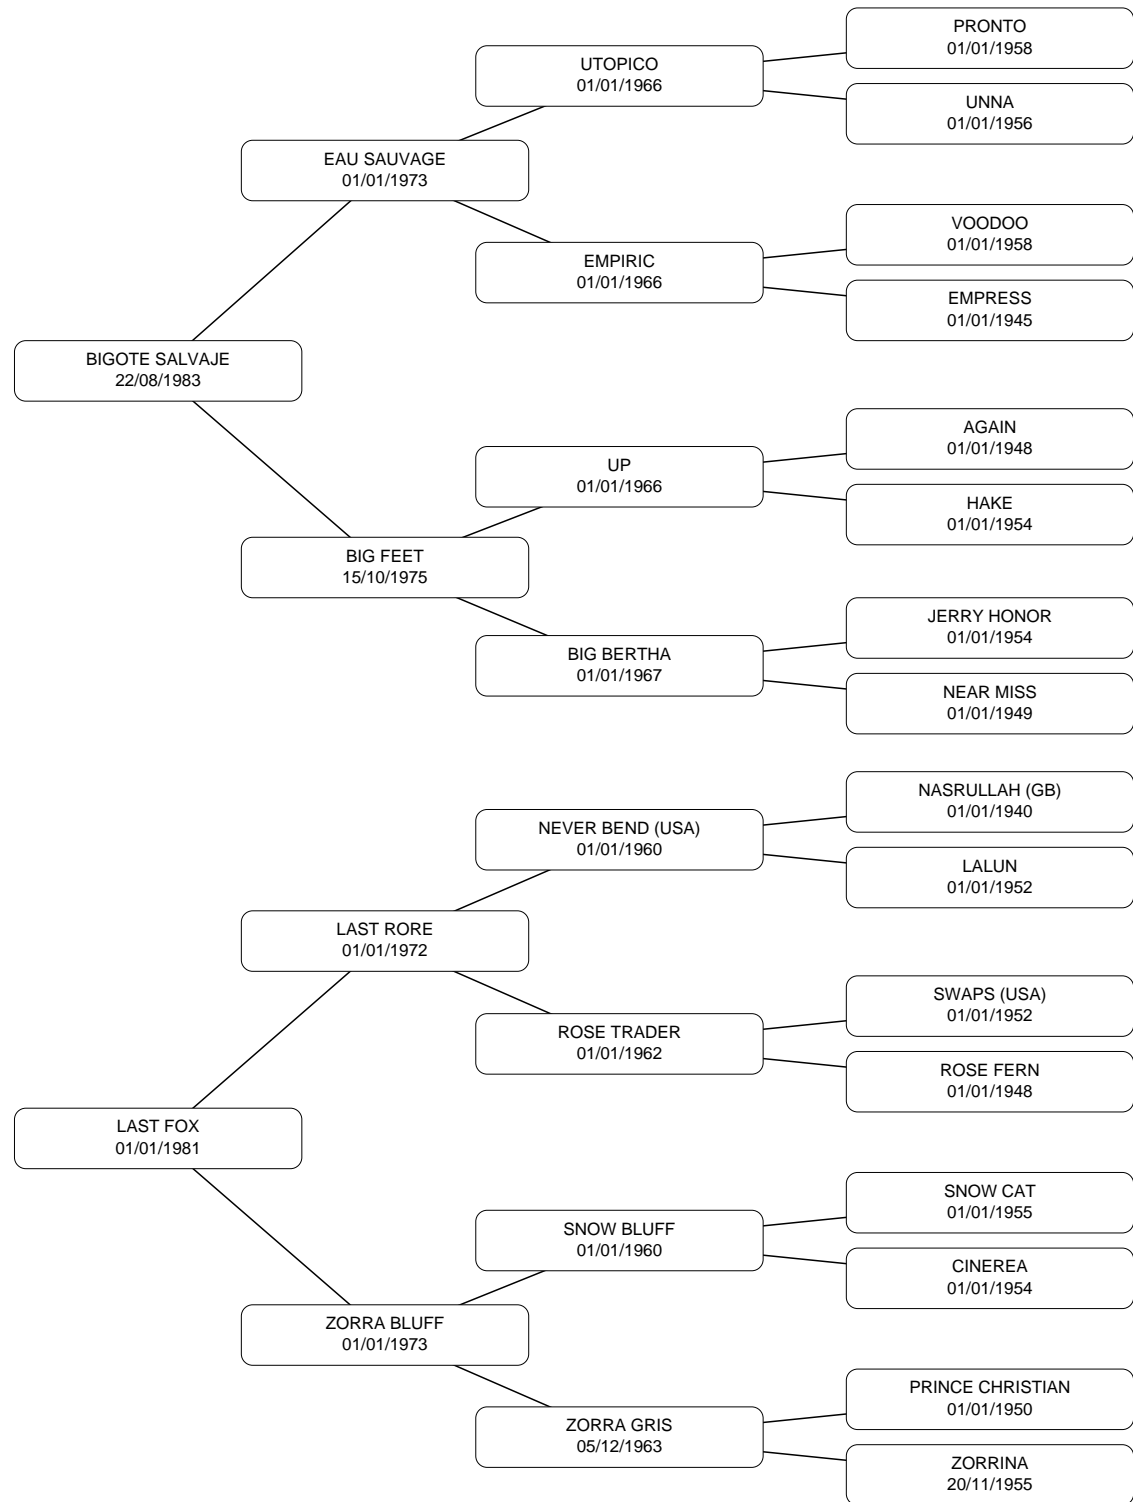 PRONTO
01/01/1958
UTOPICO
01/01/1966
UNNA
01/01/1956
EAU SAUVAGE
01/01/1973
VOODOO
01/01/1958
EMPIRIC
01/01/1966
EMPRESS
01/01/1945
BIGOTE SALVAJE
22/08/1983
AGAIN
01/01/1948
UP
01/01/1966
HAKE
01/01/1954
BIG FEET
15/10/1975
JERRY HONOR
01/01/1954
BIG BERTHA
01/01/1967
NEAR MISS
01/01/1949
NASRULLAH (GB)
01/01/1940
NEVER BEND (USA)
01/01/1960
LALUN
01/01/1952
LAST RORE
01/01/1972
SWAPS (USA)
01/01/1952
ROSE TRADER
01/01/1962
ROSE FERN
01/01/1948
LAST FOX
01/01/1981
SNOW CAT
01/01/1955
SNOW BLUFF
01/01/1960
CINEREA
01/01/1954
ZORRA BLUFF
01/01/1973
PRINCE CHRISTIAN
01/01/1950
ZORRA GRIS
05/12/1963
ZORRINA
20/11/1955